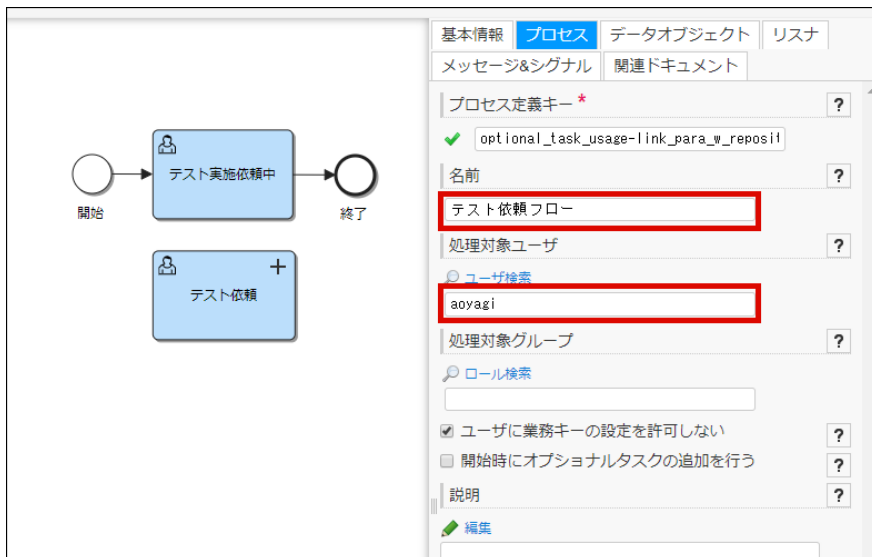 基本情報 プロセス データオブジェクト リスナ
メッセージ&シグナル 関連ドキュメント
プロセス定義キー * ?
optional_task_usage-link_para_w_reposit
名前 ?
テスト依頼フロー
処理対象ユーザ ?
ユーザ検索
aoyagi
処理対象グループ ?
ロール検索
ユーザに業務キーの設定を許可しない ?
開始時にオプショナルタスクの追加を行う ?
説明 ?
編集
テスト実施依頼中
開始
終了
テスト依頼